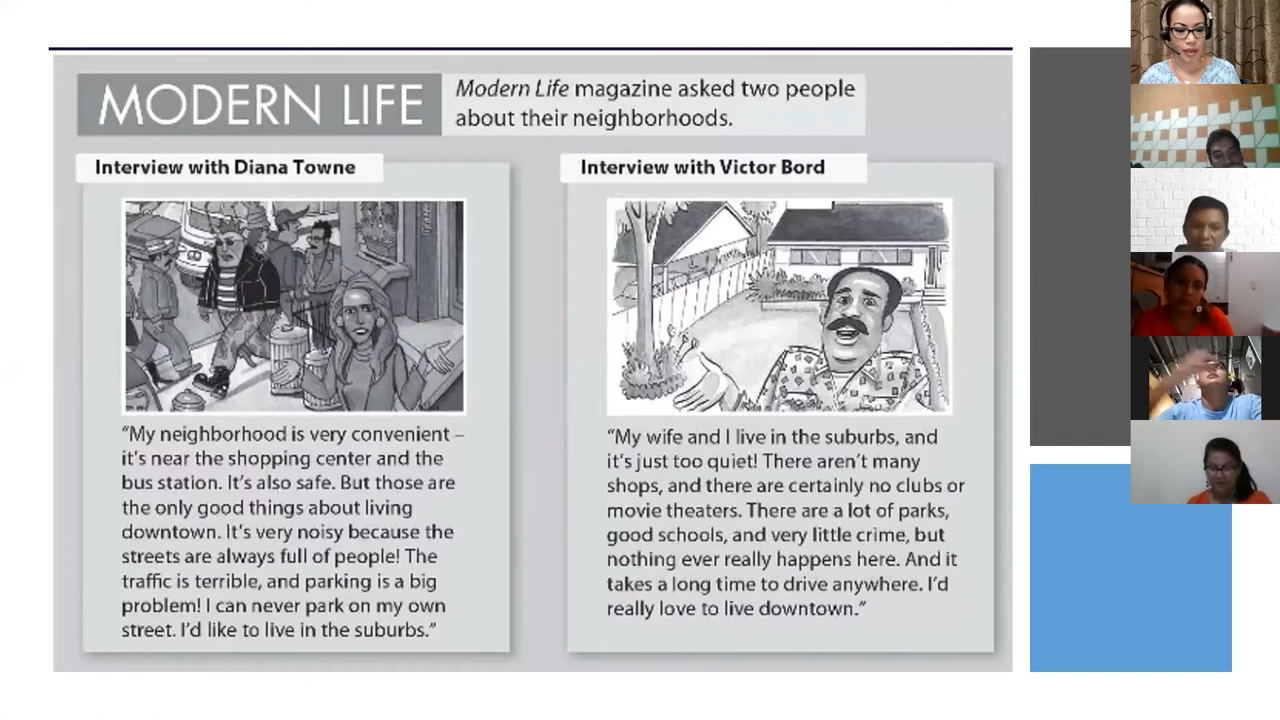 MODERN LIFE
Modern Life magazine asked two people
about their neighborhoods.
Interview with Diana Towne
"My neighborhood is very convenient –
it's near the shopping center and the
bus station. It's also safe. But those are
the only good things about living
downtown. It's very noisy because the
streets are always full of people! The
traffic is terrible, and parking is a big
problem! I can never park on my own
street. I'd like to live in the suburbs."
Interview with Victor Bord
"My wife and I live in the suburbs, and
it's just too quiet! There aren't many
shops, and there are certainly no clubs or
movie theaters. There are a lot of parks,
good schools, and very little crime, but
nothing ever really happens here. And it
takes a long time to drive anywhere. I'd
really love to live downtown."